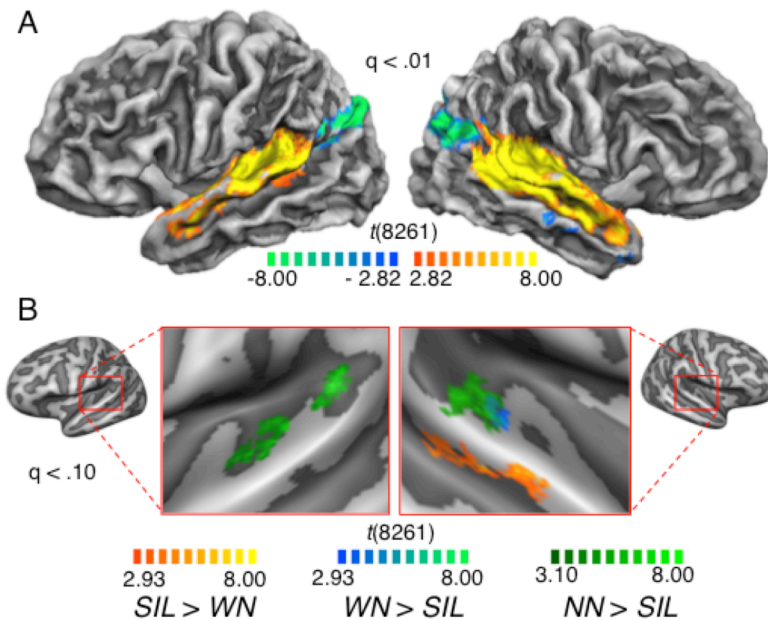 A
q < .01
t(8261)
-8.00 - 2.82 2.82 8.00
B
q < .10
t(8261)
2.93 8.00 2.93 8.00 3.10 8.00
SIL > WN WN > SIL NN > SIL